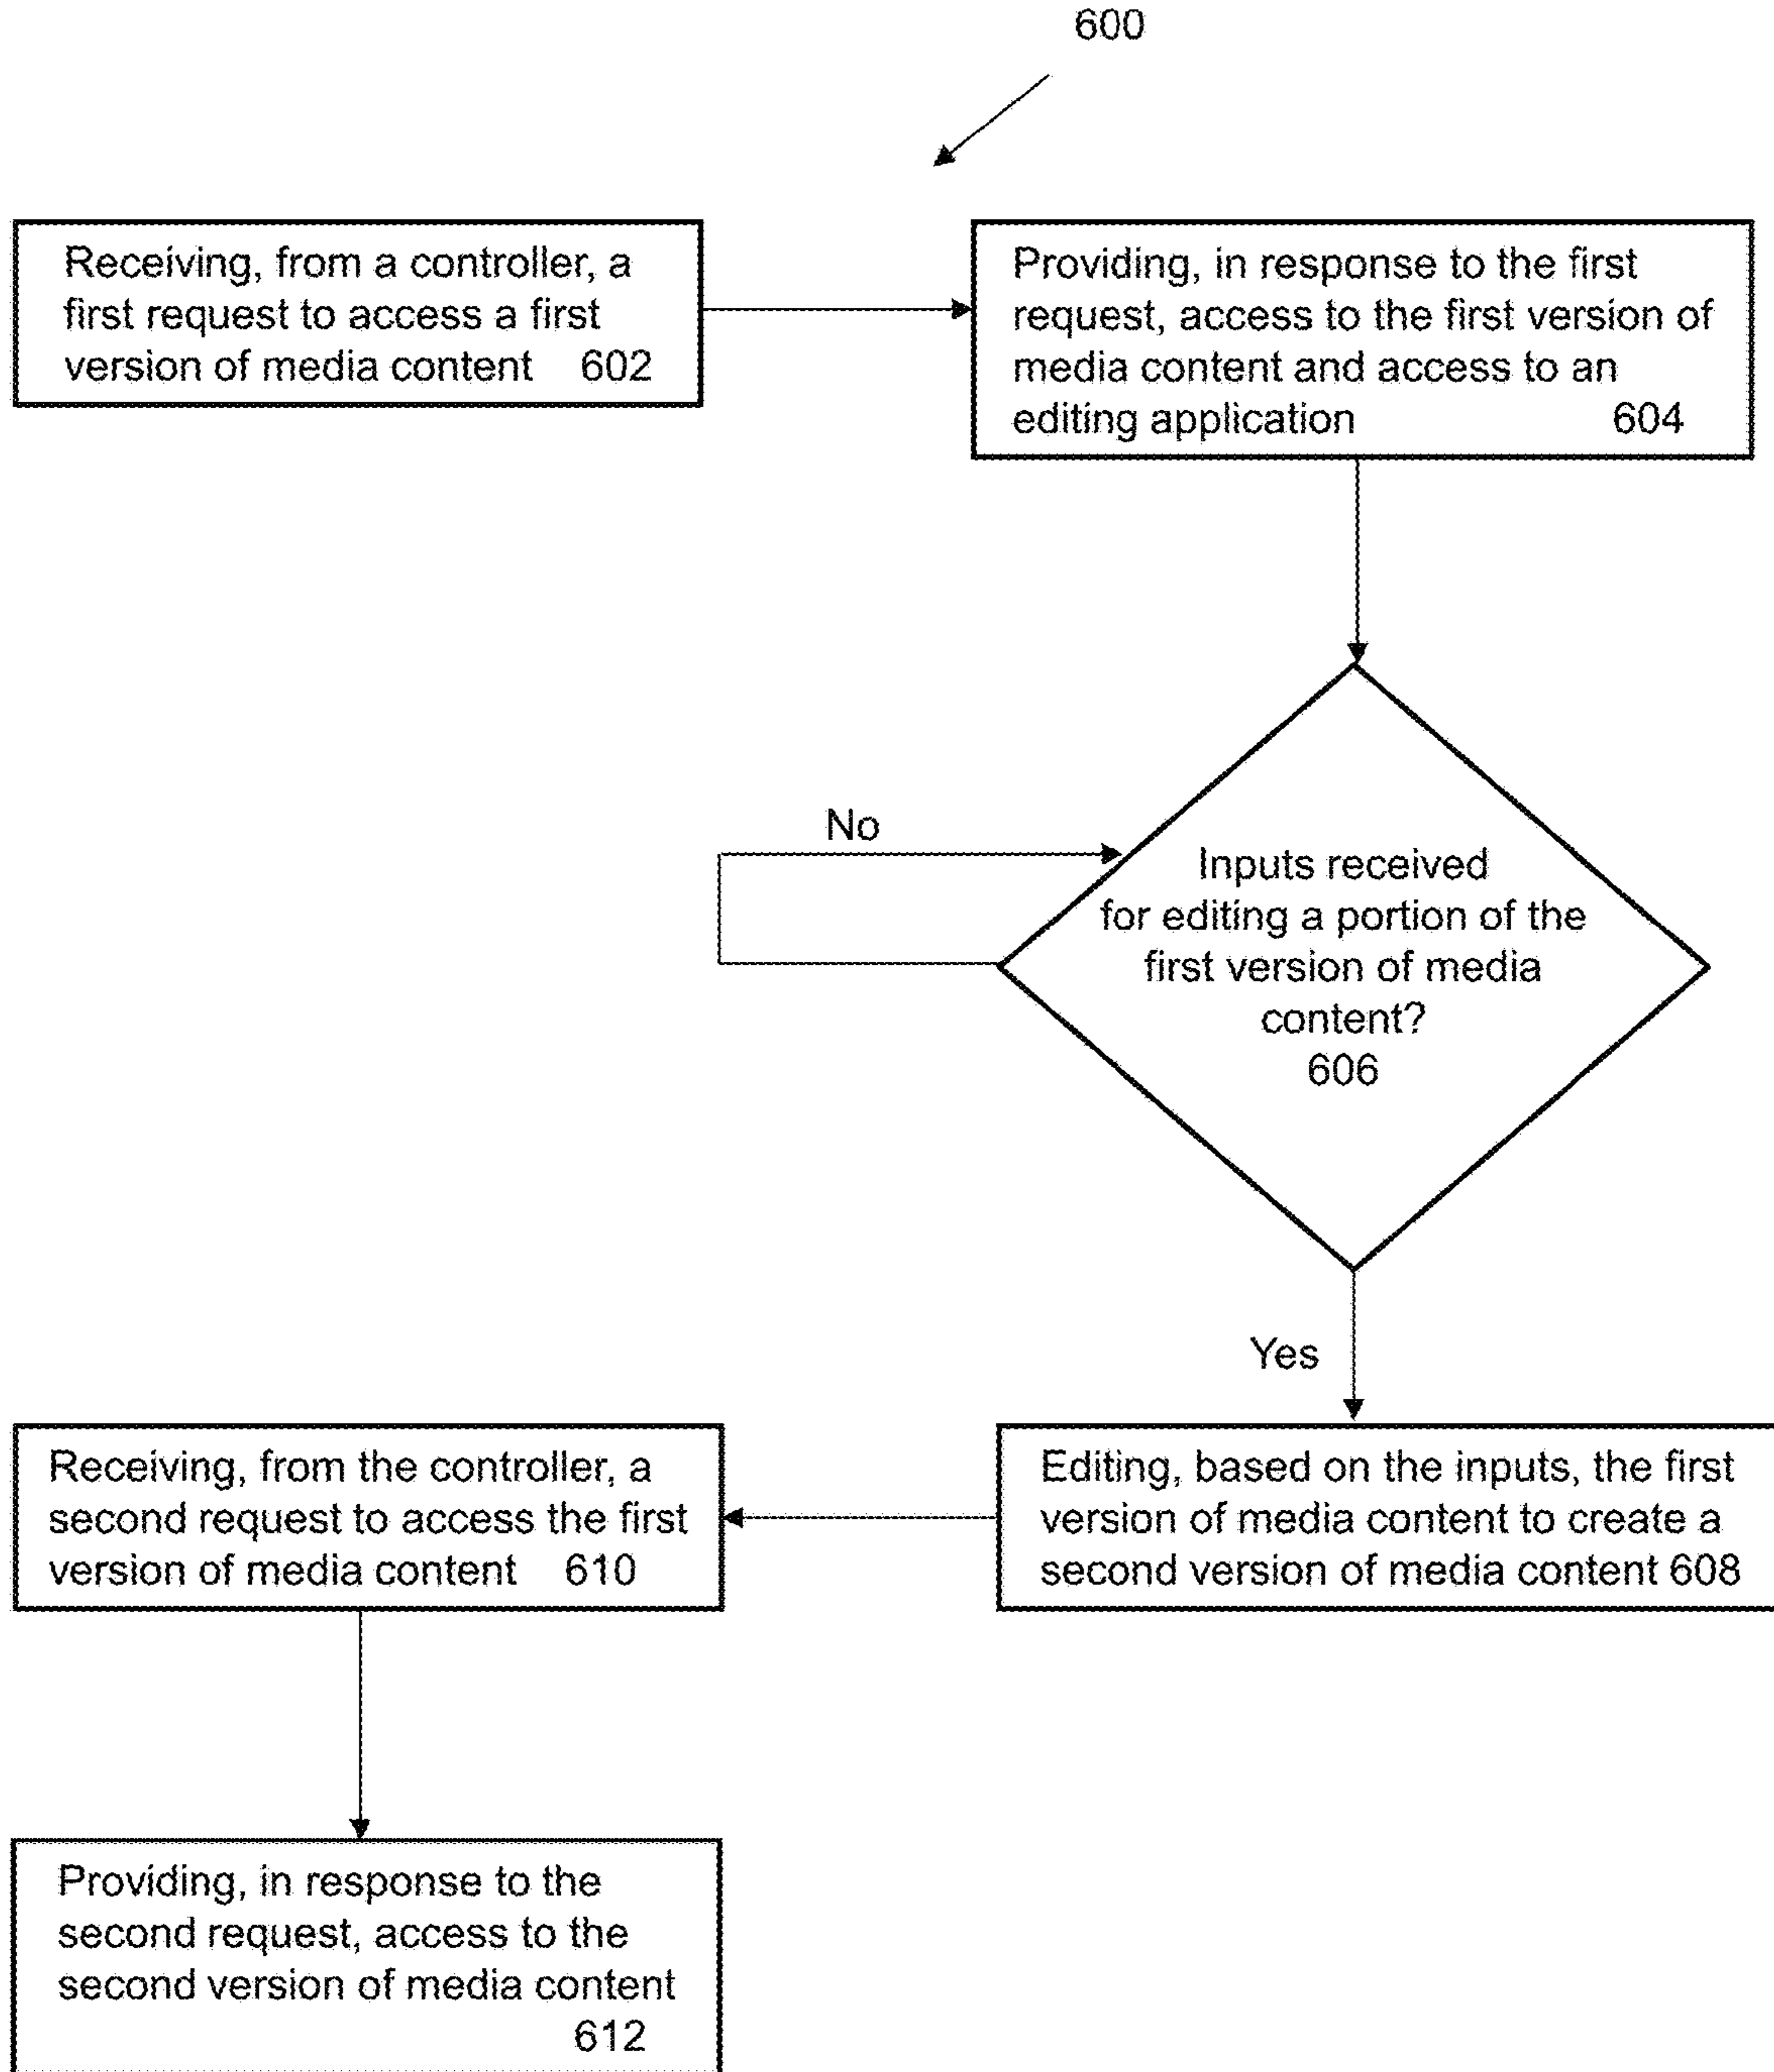 600
Receiving, from a controller, a
first request to access a first
version of media content 602
Providing, in response to the first
request, access to the first version of
media content and access to an
editing application 604
No
Inputs received
for editing a portion of the
first version of media
content?
606
Yes
Editing, based on the inputs, the first
version of media content to create a
second version of media content 608
Receiving, from the controller, a
second request to access the first
version of media content 610
Providing, in response to the
second request, access to the
second version of media content
612